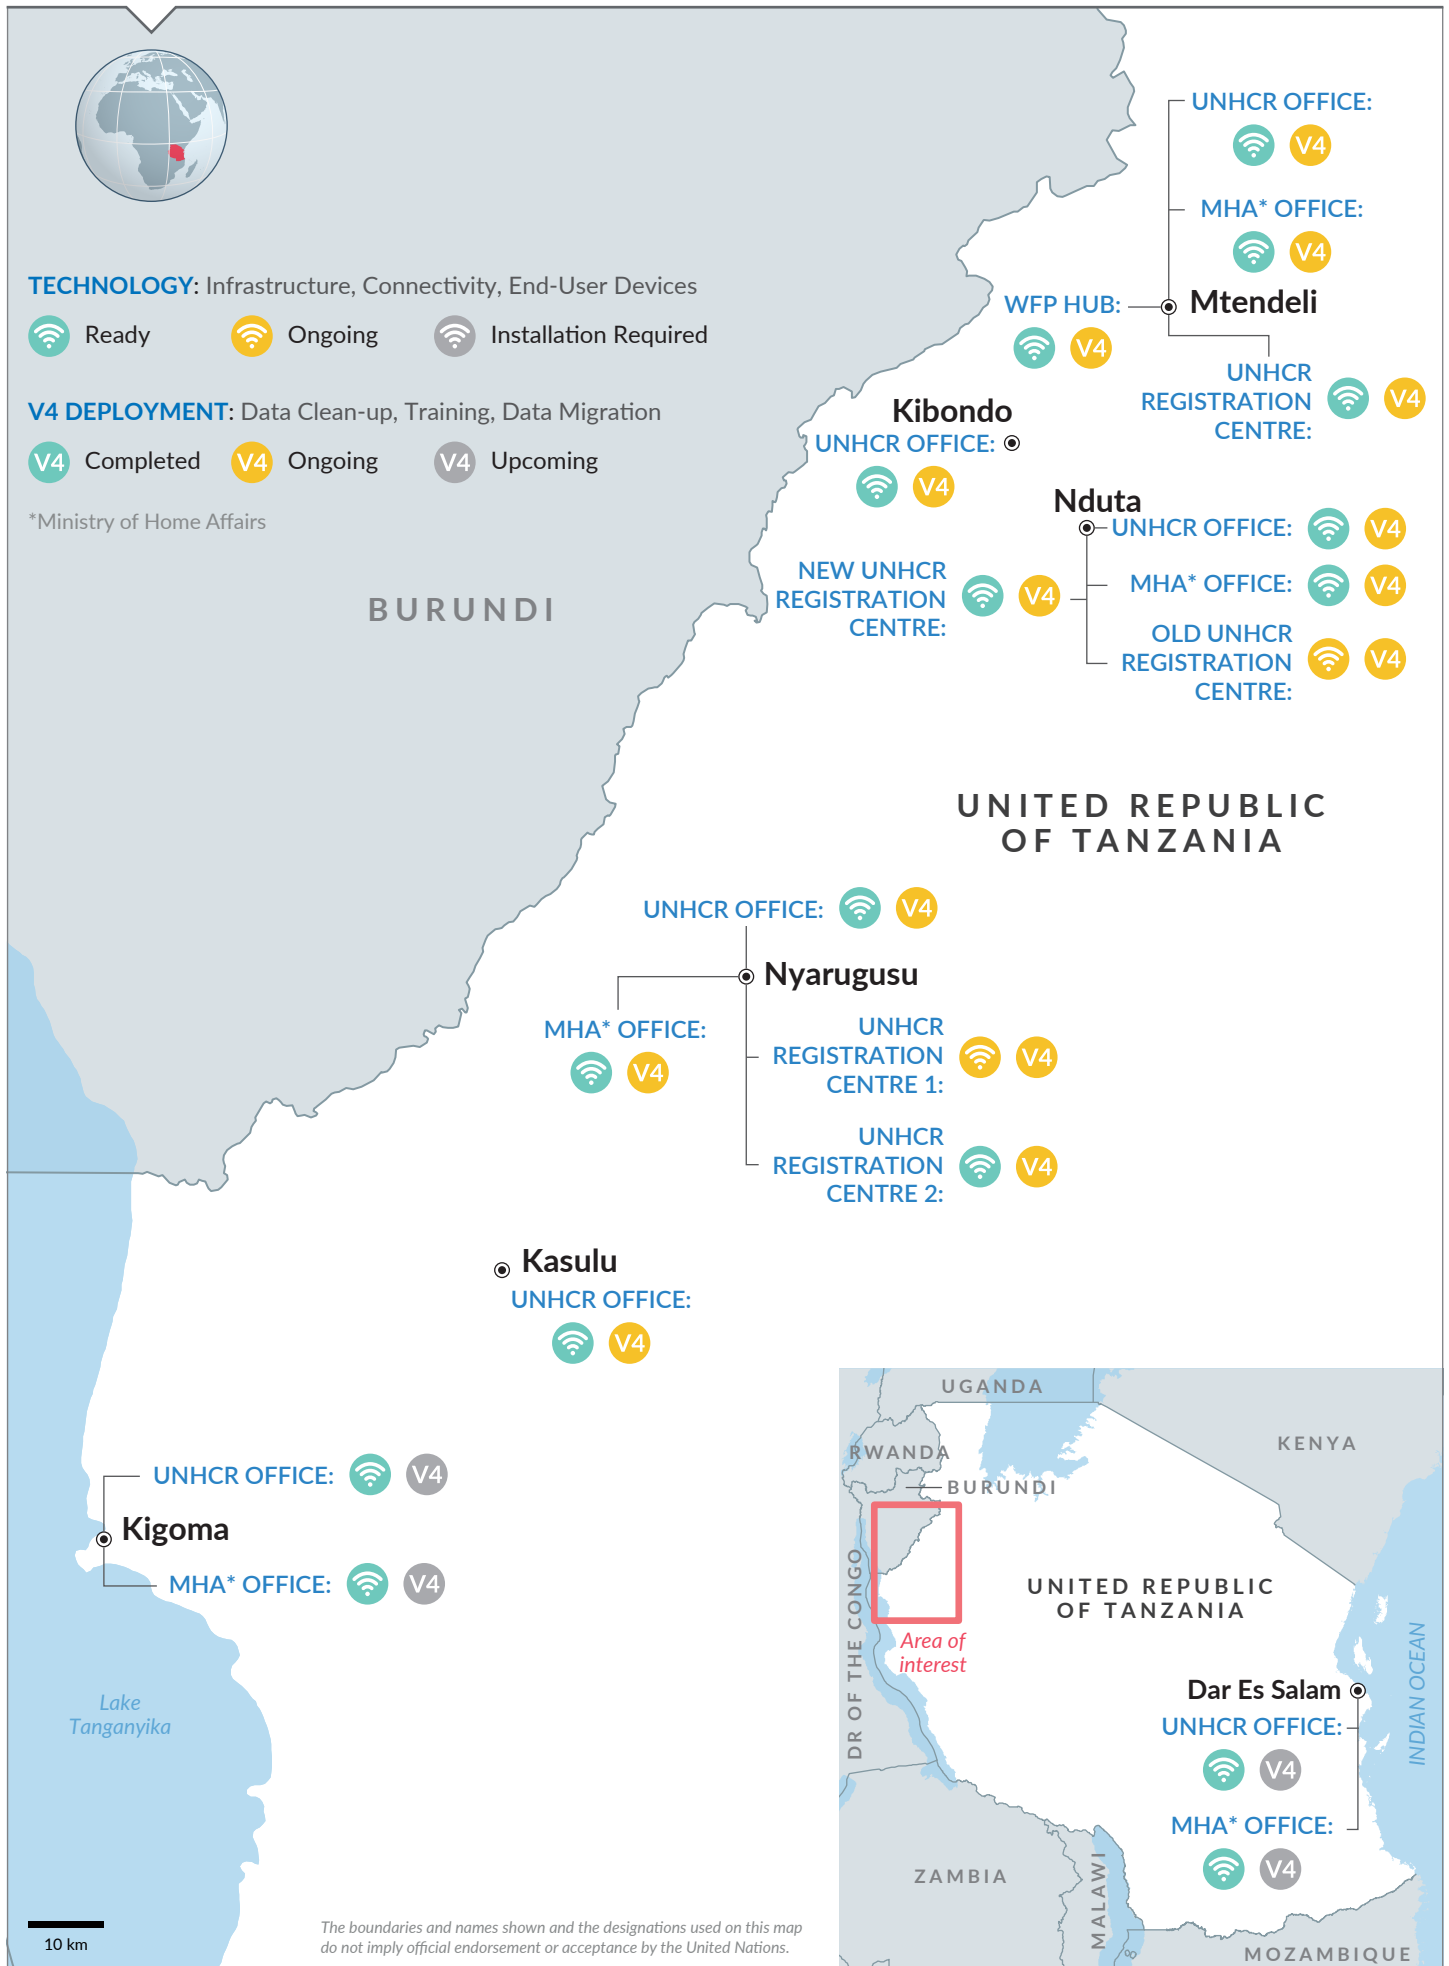 TECHNOLOGY: Infrastructure, Connectivity, End-User Devices
Ready
Ongoing
Installation Required
V4 DEPLOYMENT: Data Clean-up, Training, Data Migration
V4 Completed
V4 Ongoing
V4 Upcoming
*Ministry of Home Affairs
BURUNDI
UNHCR OFFICE:
V4
MHA* OFFICE:
V4
WFP HUB:
V4
Mtendeli
UNHCR
REGISTRATION
CENTRE:
V4
Kibondo
UNHCR OFFICE:
V4
Nduta
UNHCR OFFICE:
V4
MHA* OFFICE:
V4
NEW UNHCR
REGISTRATION
CENTRE:
V4
OLD UNHCR
REGISTRATION
CENTRE:
V4
UNITED REPUBLIC
OF TANZANIA
UNHCR OFFICE:
V4
Nyarugusu
MHA* OFFICE:
V4
UNHCR
REGISTRATION
CENTRE 1:
V4
UNHCR
REGISTRATION
CENTRE 2:
V4
Kasulu
UNHCR OFFICE:
V4
UNHCR OFFICE:
V4
Kigoma
MHA* OFFICE:
V4
Lake
Tanganyika
10 km
The boundaries and names shown and the designations used on this map
do not imply official endorsement or acceptance by the United Nations.
UGANDA
RWANDA
KENYA
BURUNDI
DR OF THE CONGO
UNITED REPUBLIC
OF TANZANIA
Area of
interest
Dar Es Salam
UNHCR OFFICE:
V4
MHA* OFFICE:
V4
INDIAN OCEAN
ZAMBIA
MALAWI
MOZAMBIQUE